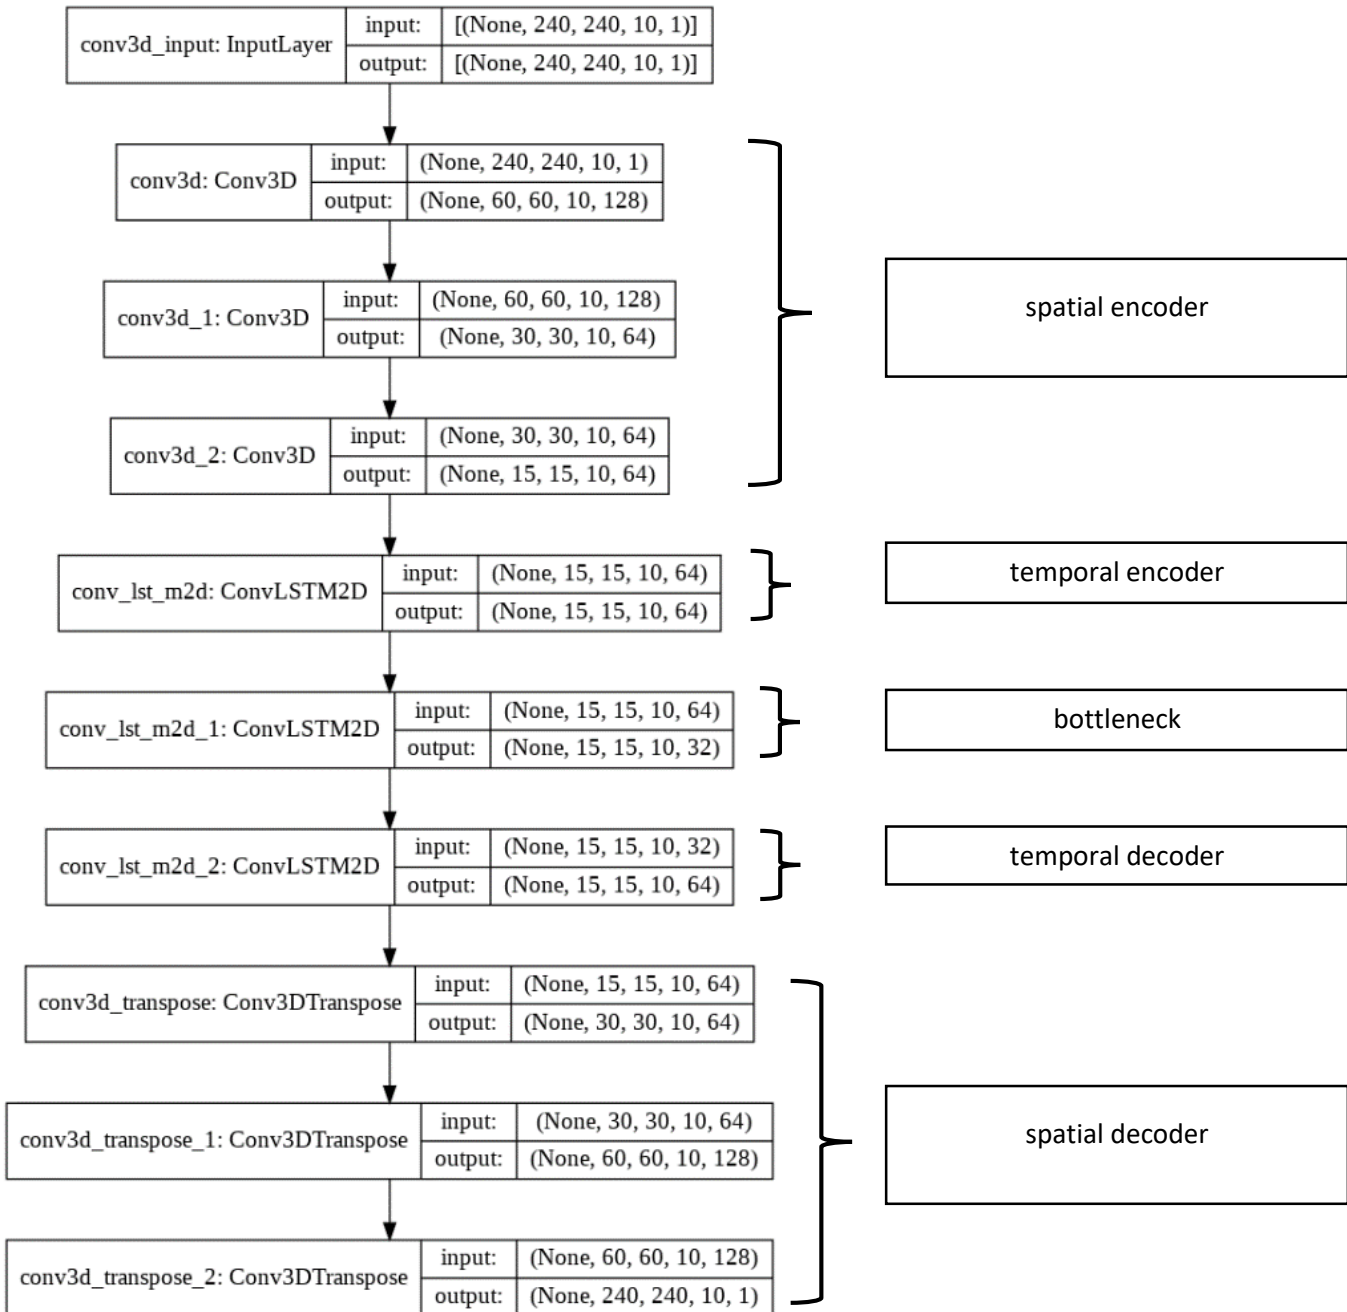 conv3d_input: InputLayer
input:
[(None, 240, 240, 10, 1)]
output:
[(None, 240, 240, 10, 1)]
conv3d: Conv3D
input:
(None, 240, 240, 10, 1)
output:
(None, 60, 60, 10, 128)
conv3d_1: Conv3D
input:
(None, 60, 60, 10, 128)
output:
(None, 30, 30, 10, 64)
conv3d_2: Conv3D
input:
(None, 30, 30, 10, 64)
output:
(None, 15, 15, 10, 64)
spatial encoder
conv_lst_m2d: ConvLSTM2D
input:
(None, 15, 15, 10, 64)
output:
(None, 15, 15, 10, 64)
temporal encoder
conv_lst_m2d_1: ConvLSTM2D
input:
(None, 15, 15, 10, 64)
output:
(None, 15, 15, 10, 32)
bottleneck
conv_lst_m2d_2: ConvLSTM2D
input:
(None, 15, 15, 10, 32)
output:
(None, 15, 15, 10, 64)
temporal decoder
conv3d_transpose: Conv3DTranspose
input:
(None, 15, 15, 10, 64)
output:
(None, 30, 30, 10, 64)
conv3d_transpose_1: Conv3DTranspose
input:
(None, 30, 30, 10, 64)
output:
(None, 60, 60, 10, 128)
conv3d_transpose_2: Conv3DTranspose
input:
(None, 60, 60, 10, 128)
output:
(None, 240, 240, 10, 1)
spatial decoder